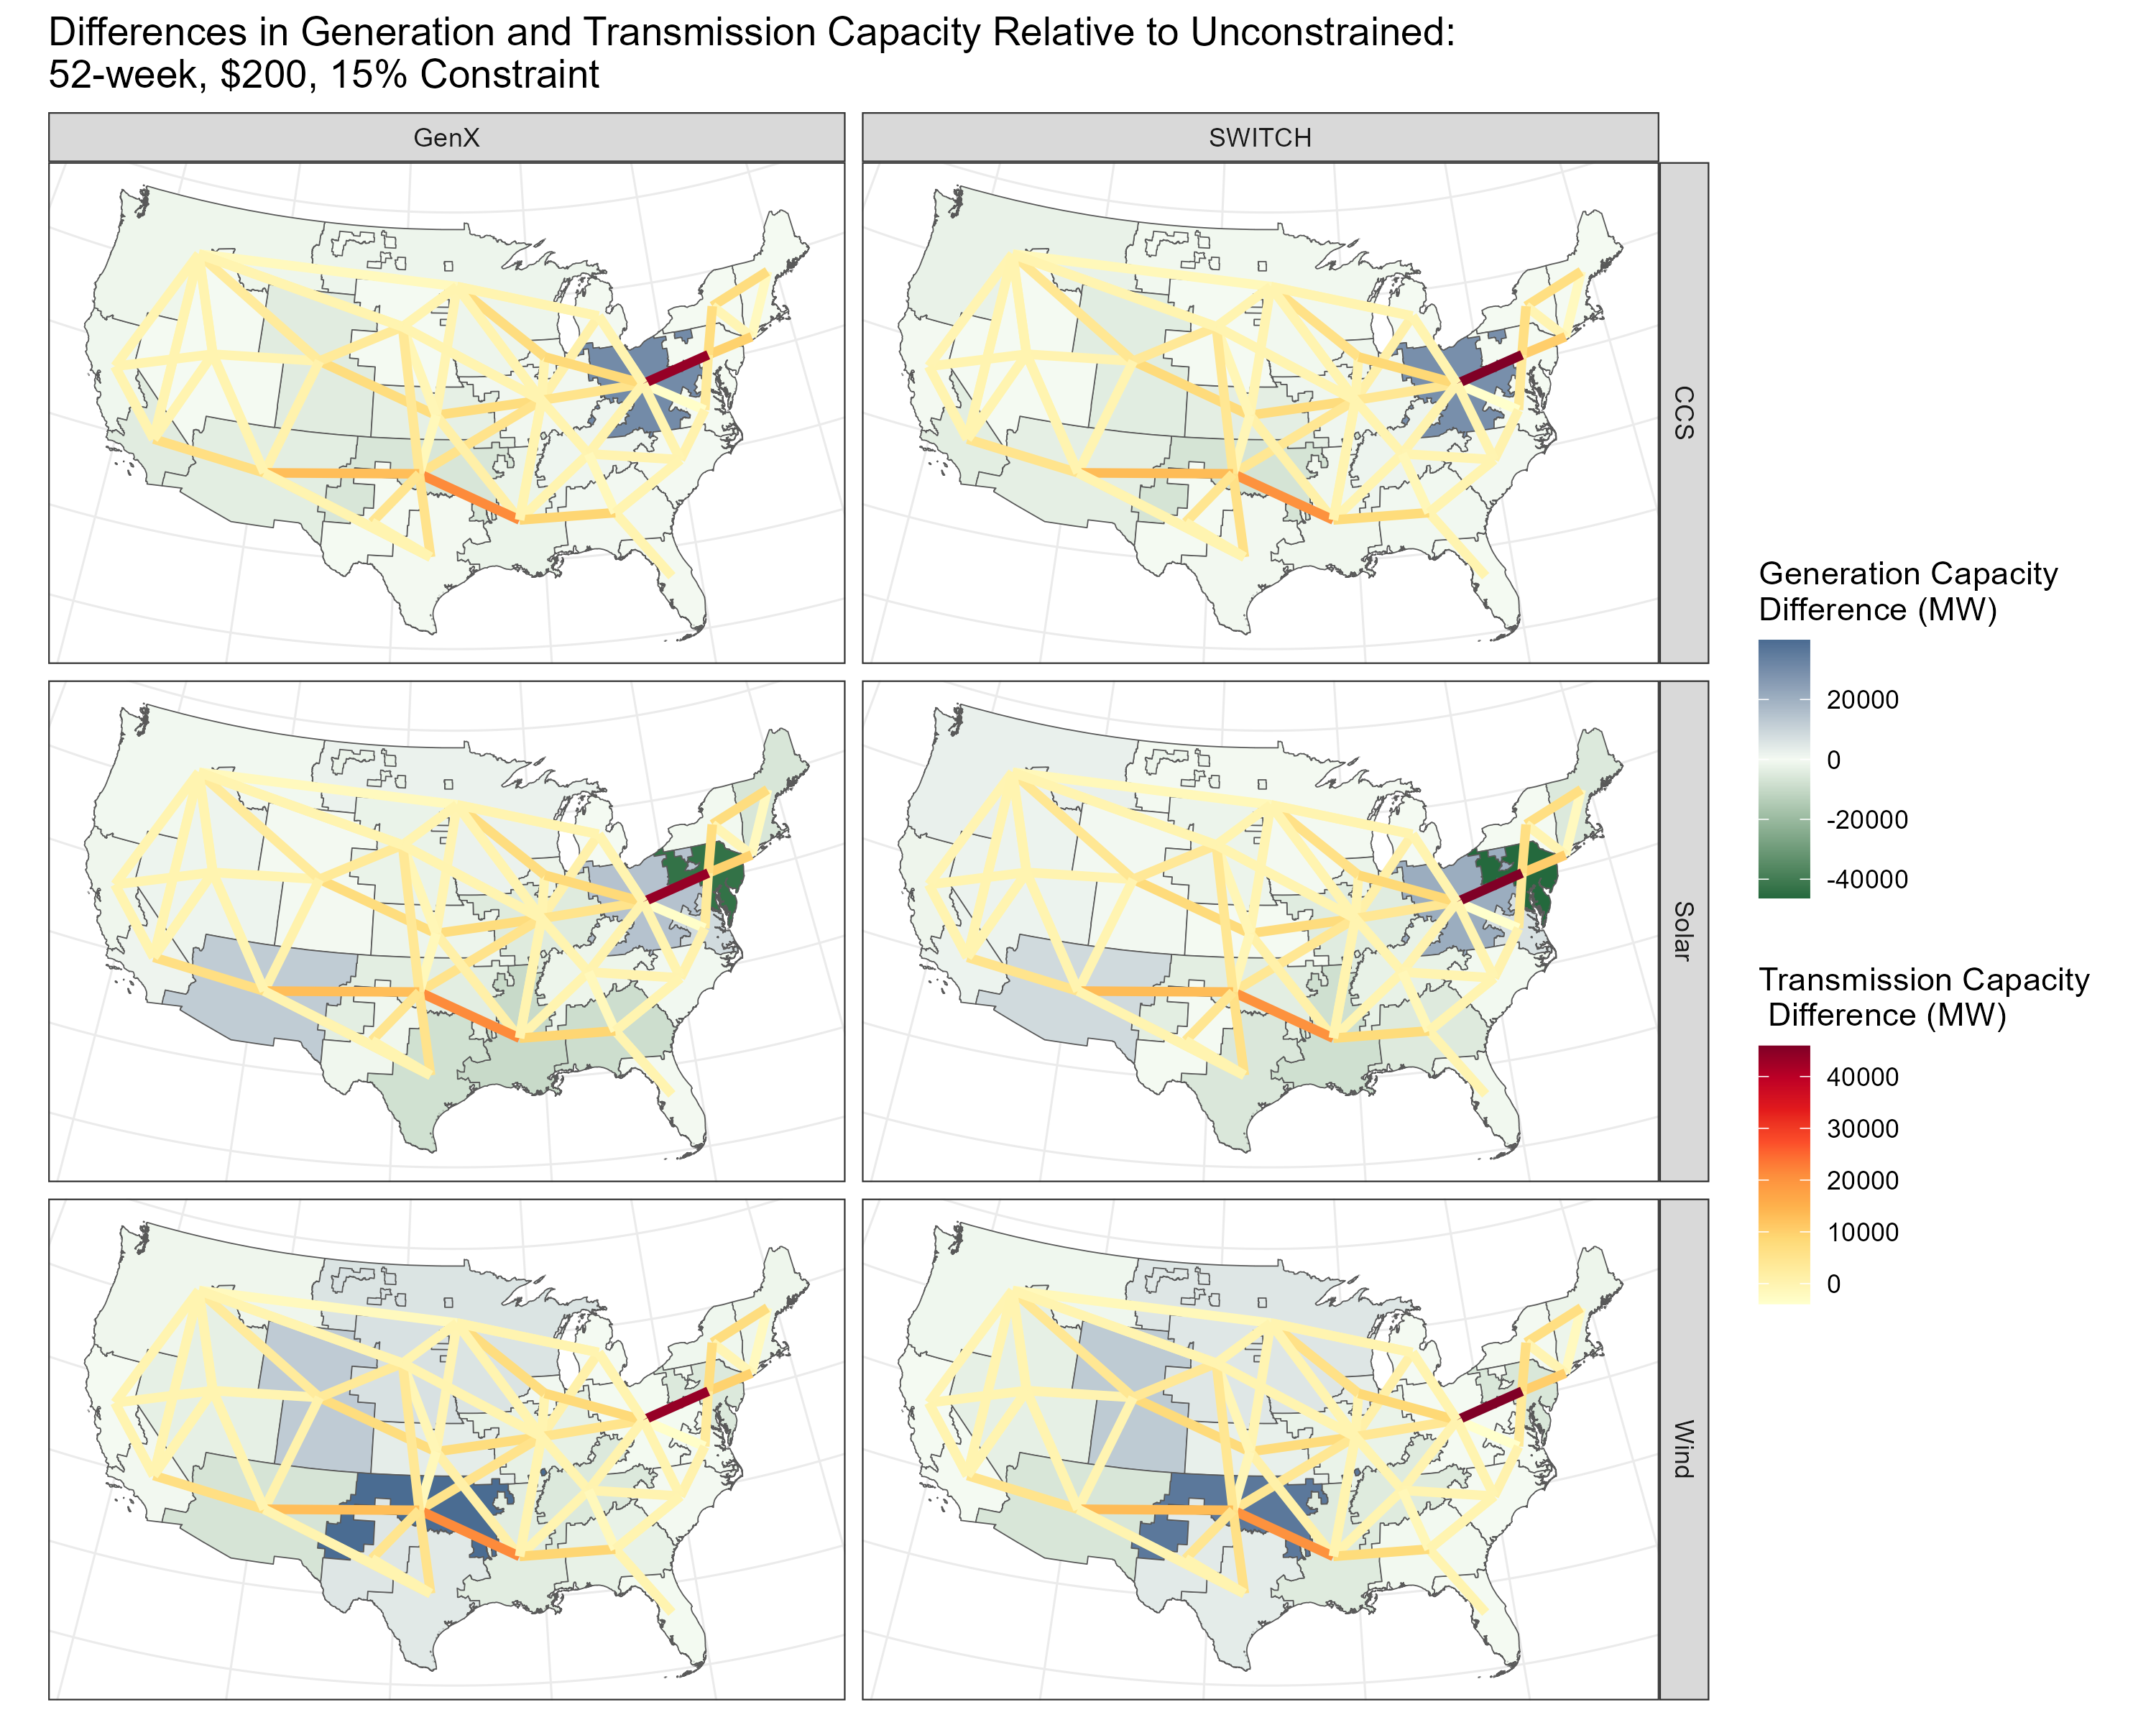 Differences in Generation and Transmission Capacity Relative to Unconstrained:
52-week, $200, 15% Constraint
GenX
SWITCH
CCS
Solar
Wind
Generation Capacity
Difference (MW)
20000
0
-20000
-40000
Transmission Capacity
Difference (MW)
40000
30000
20000
10000
0